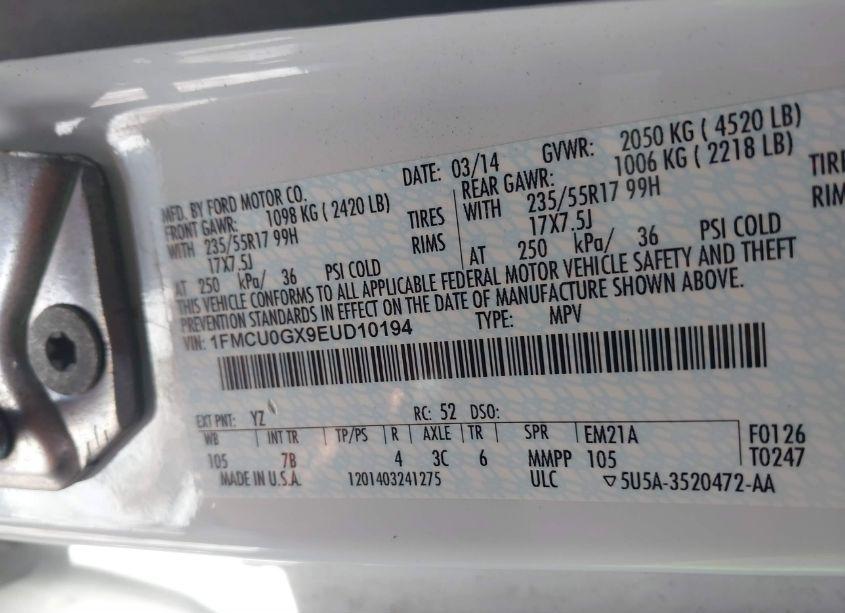 MFD. BY FORD MOTOR CO.
DATE: 03/14 GVWR: 2050 KG ( 4520 LB)
FRONT GAWR: 1098 KG ( 2420 LB) REAR GAWR: 1006 KG ( 2218 LB)
WITH 235/55R17 99H TIRES WITH 235/55R17 99H TIRE
17X7.5J RIMS 17X7.5J RIMS
AT 250 kPa/ 36 PSI COLD AT 250 kPa/ 36 PSI COLD
THIS VEHICLE CONFORMS TO ALL APPLICABLE FEDERAL MOTOR VEHICLE SAFETY AND THEFT
PREVENTION STANDARDS IN EFFECT ON THE DATE OF MANUFACTURE SHOWN ABOVE.
VIN: 1FMCU0GX9EUD10194 TYPE: MPV
EXT PNT: YZ RC: 52 DSO:
WB INT TR TP/PS R AXLE TR SPR EM21A F0126
105 7B 4 3C 6 MMPP 105 T0247
MADE IN U.S.A. 1201403241275 ULC ▽5U5A-3520472-AA